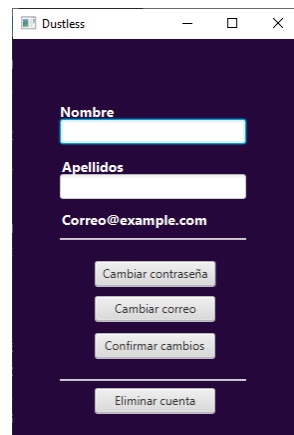 Dustless
Nombre
Apellidos
Correo@example.com
Cambiar contraseña
Cambiar correo
Confirmar cambios
Eliminar cuenta